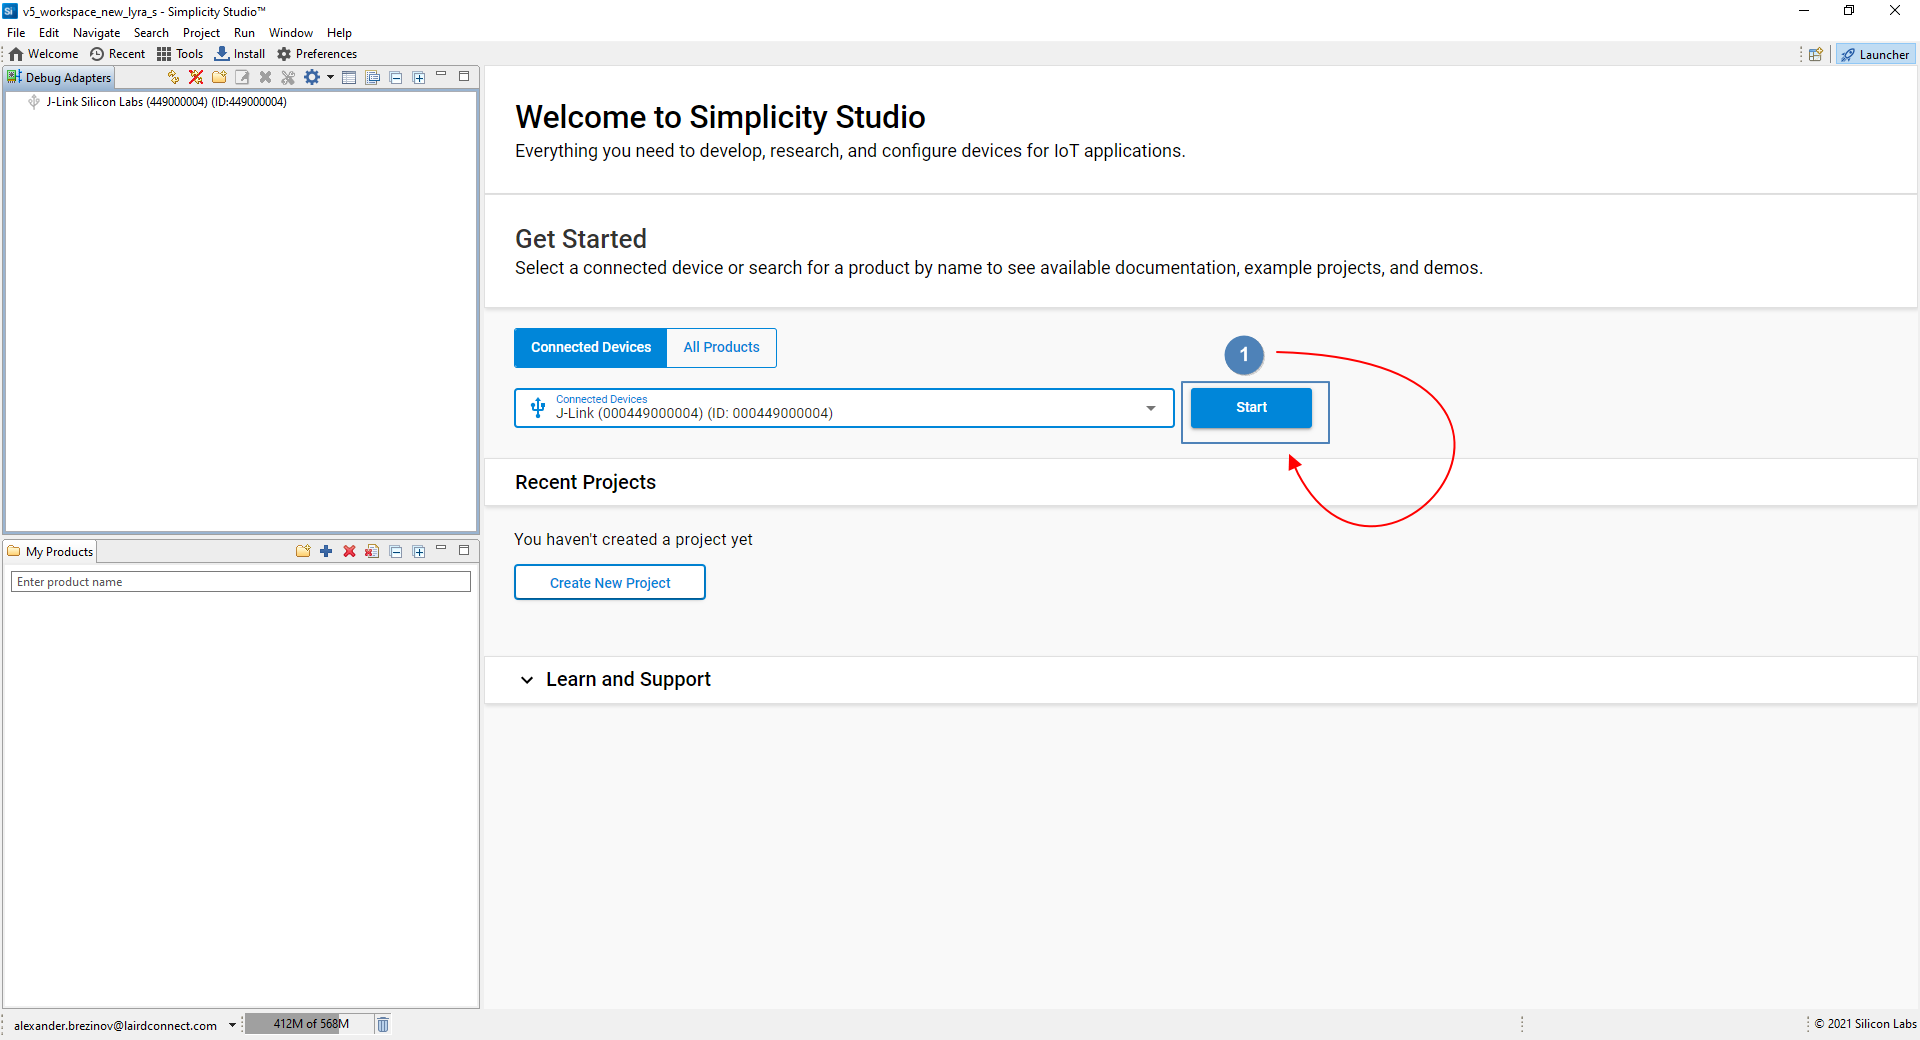 v5_workspace_new_lyra_s - Simplicity Studio™
File Edit Navigate Search Project Run Window Help
Welcome Recent Tools Install Preferences
Launcher
Debug Adapters
J-Link Silicon Labs (449000004) (ID:449000004)
Welcome to Simplicity Studio
Everything you need to develop, research, and configure devices for IoT applications.
Get Started
Select a connected device or search for a product by name to see available documentation, example projects, and demos.
Connected Devices All Products
1
Connected Devices
J-Link (000449000004) (ID: 000449000004)
Start
Recent Projects
You haven't created a project yet
Create New Project
Learn and Support
My Products
Enter product name
alexander.brezinov@lairdconnect.com
412M of 568M
© 2021 Silicon Labs